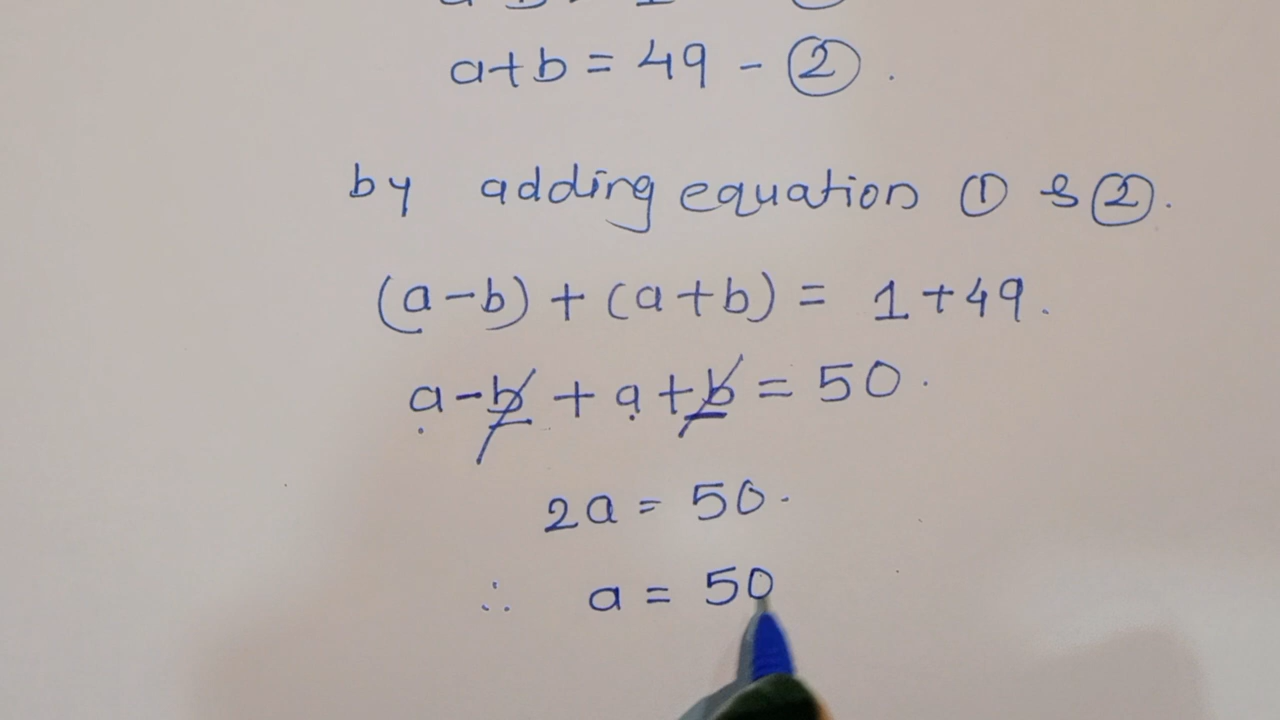 a+b = 49 - ②.
by adding equation ① & ②.
(a-b) + (a+b) = 1+49.
a-b + a+b = 50.
2a = 50.
∴ a = 50